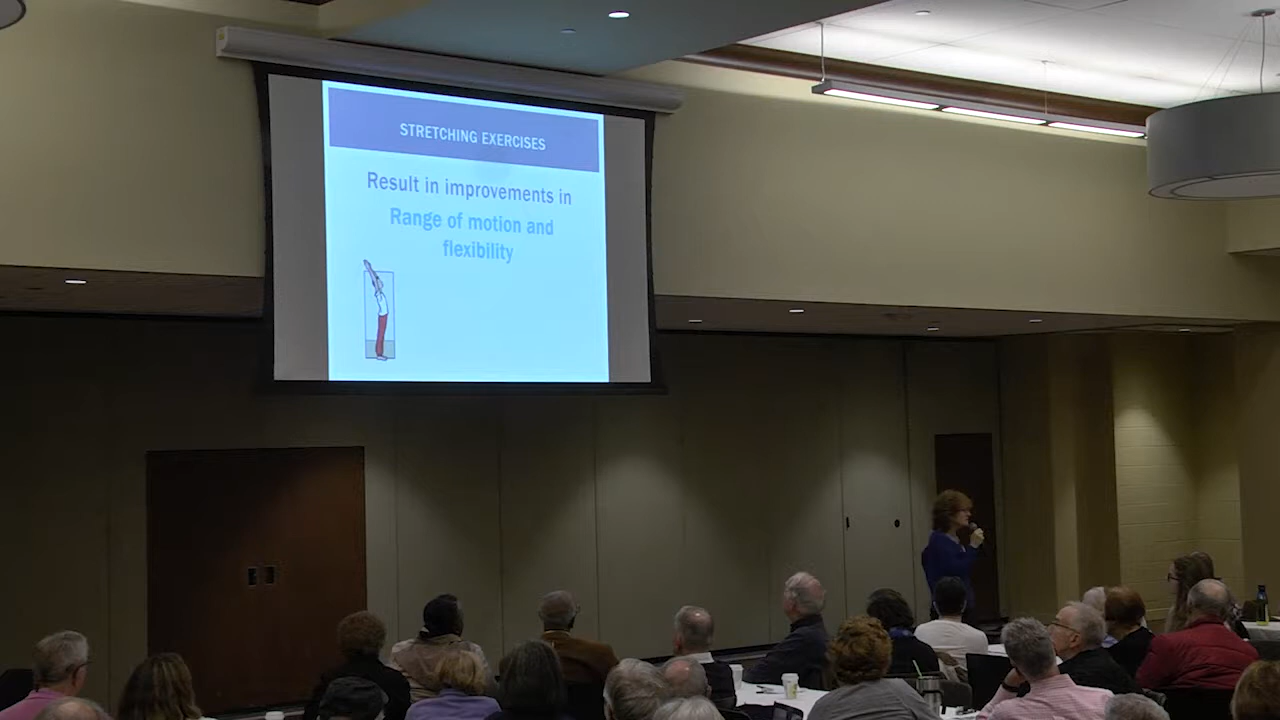 STRETCHING EXERCISES
Result in improvements in
Range of motion and
flexibility